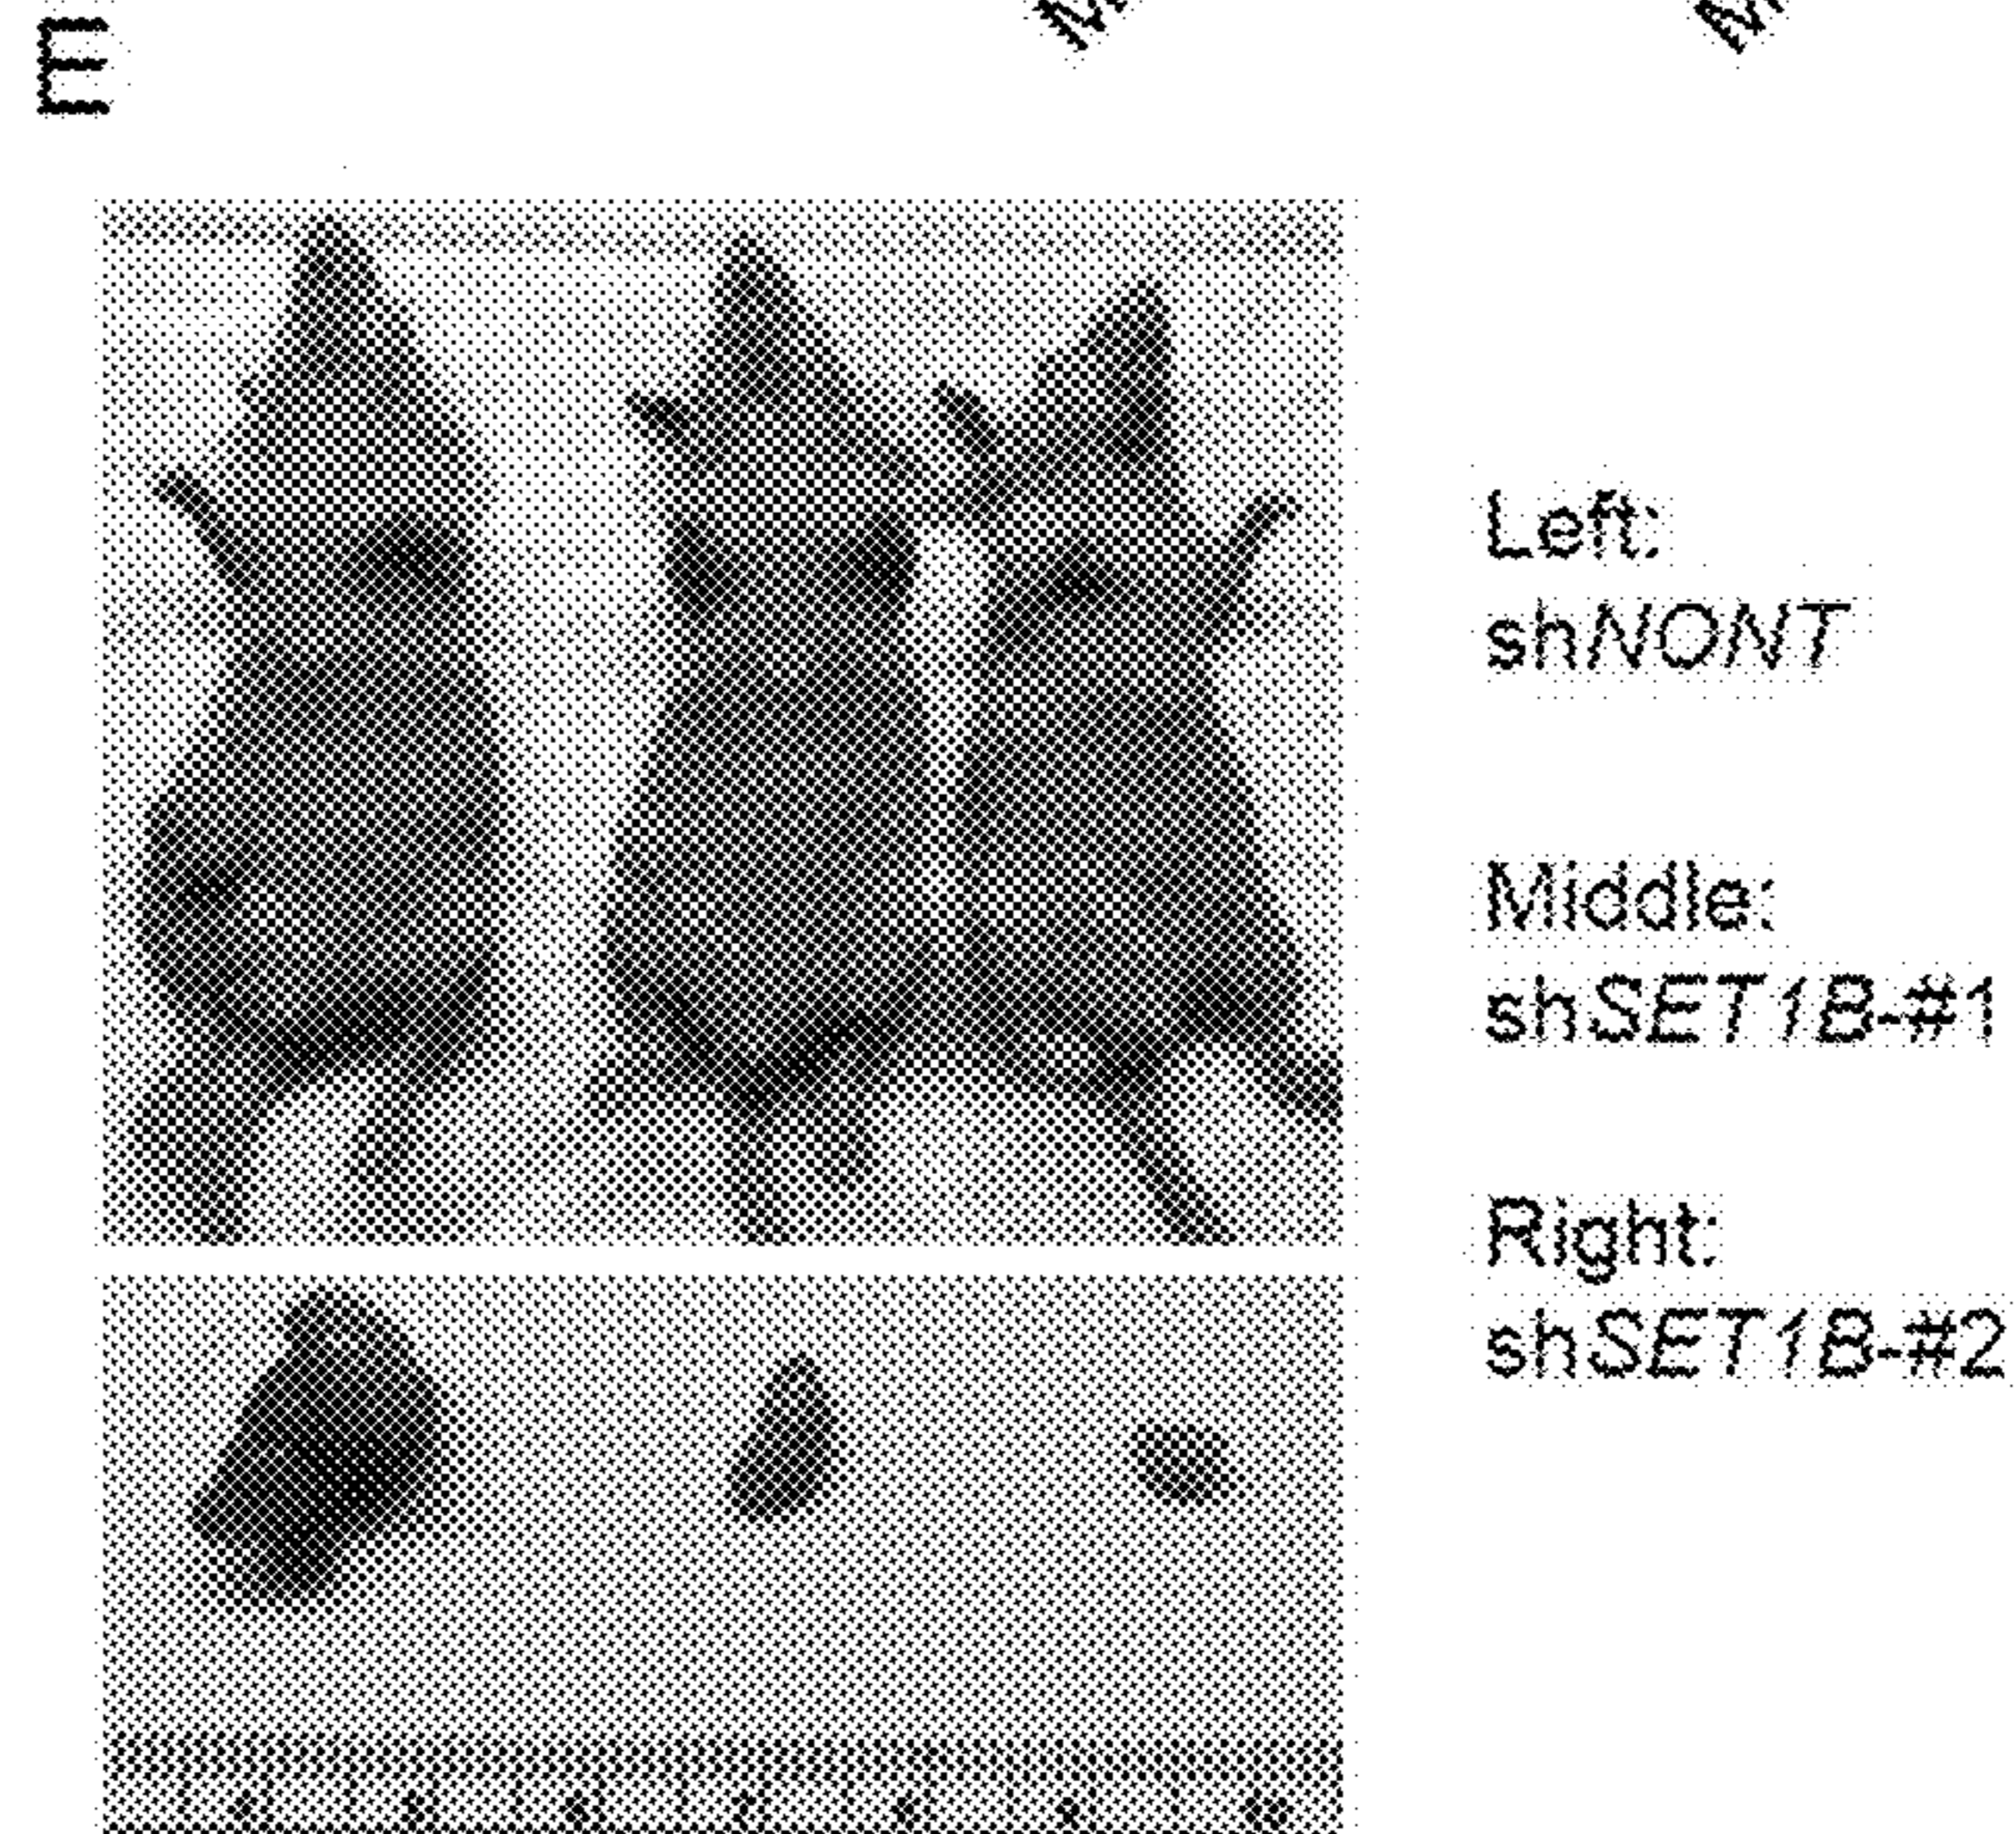 E
Left:
shNONT
Middle:
shSET1B-#1
Right:
shSET1B-#2